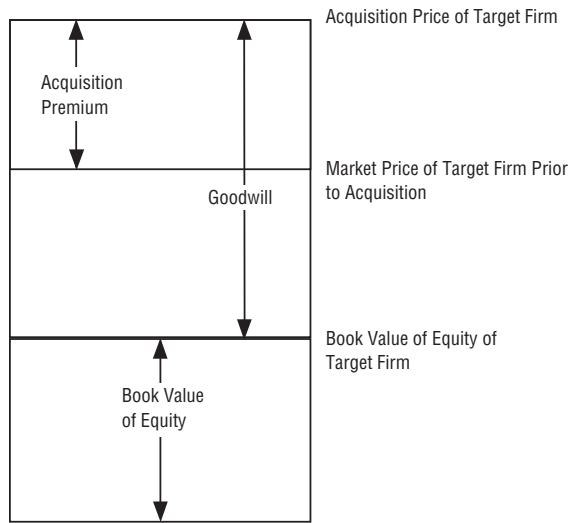 Acquisition Price of Target Firm
Acquisition
Premium
Market Price of Target Firm Prior
to Acquisition
Goodwill
Book Value of Equity of
Target Firm
Book Value
of Equity